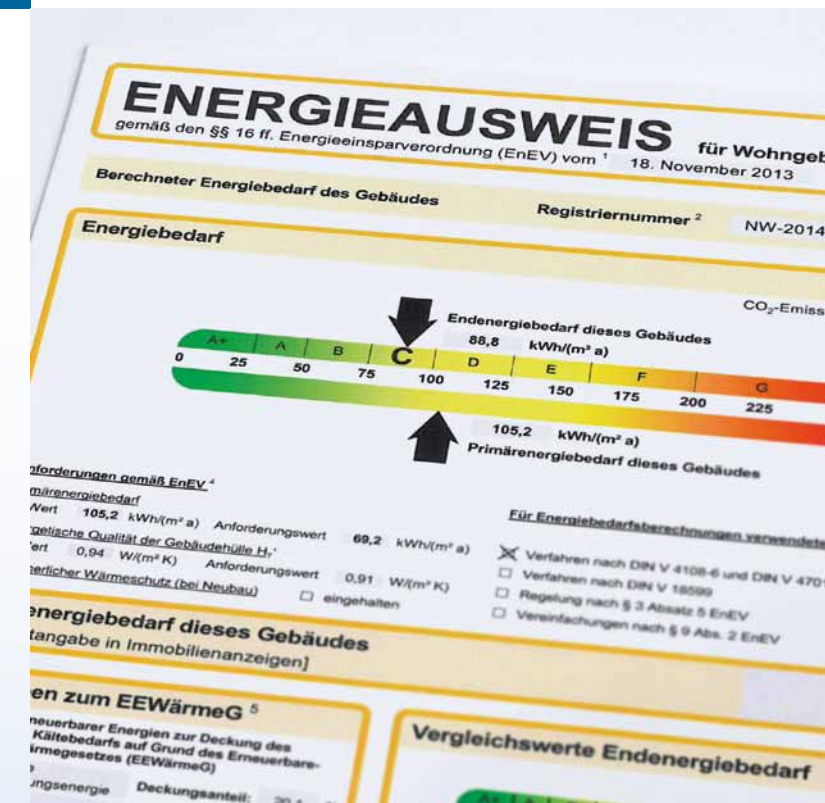 ENERGIEAUSWEIS für Wohngeb
gemäß den §§ 16 ff. Energieeinsparverordnung (EnEV) vom ¹ 18. November 2013
Berechneter Energiebedarf des Gebäudes Registriernummer ² NW-2014
Energiebedarf
CO₂-Emiss
Endenergiebedarf dieses Gebäudes
88,8 kWh/(m² a)
A+ A B C D E F G
0 25 50 75 100 125 150 175 200 225
105,2 kWh/(m² a)
Primärenergiebedarf dieses Gebäudes
nforderungen gemäß EnEV ⁴
märenergiebedarf
Wert 105,2 kWh/(m² a) Anforderungswert 69,2 kWh/(m² a)
rgetische Qualität der Gebäudehülle H_T'
ert 0,94 W/(m² K) Anforderungswert 0,91 W/(m² K)
erlicher Wärmeschutz (bei Neubau) eingehalten
Für Energiebedarfsberechnungen verwendete
Verfahren nach DIN V 4108-6 und DIN V 4701
Verfahren nach DIN V 18599
Regelung nach § 3 Absatz 5 EnEV
Vereinfachungen nach § 9 Abs. 2 EnEV
energiebedarf dieses Gebäudes
tangabe in Immobilienanzeigen]
en zum EEWärmeG ⁵
neuerbarer Energien zur Deckung des
Kältebedarfs auf Grund des Erneuerbare-
ärmegesetzes (EEWärmeG)
ungsenergie Deckungsanteil:
Vergleichswerte Endenergiebedarf
A+ A